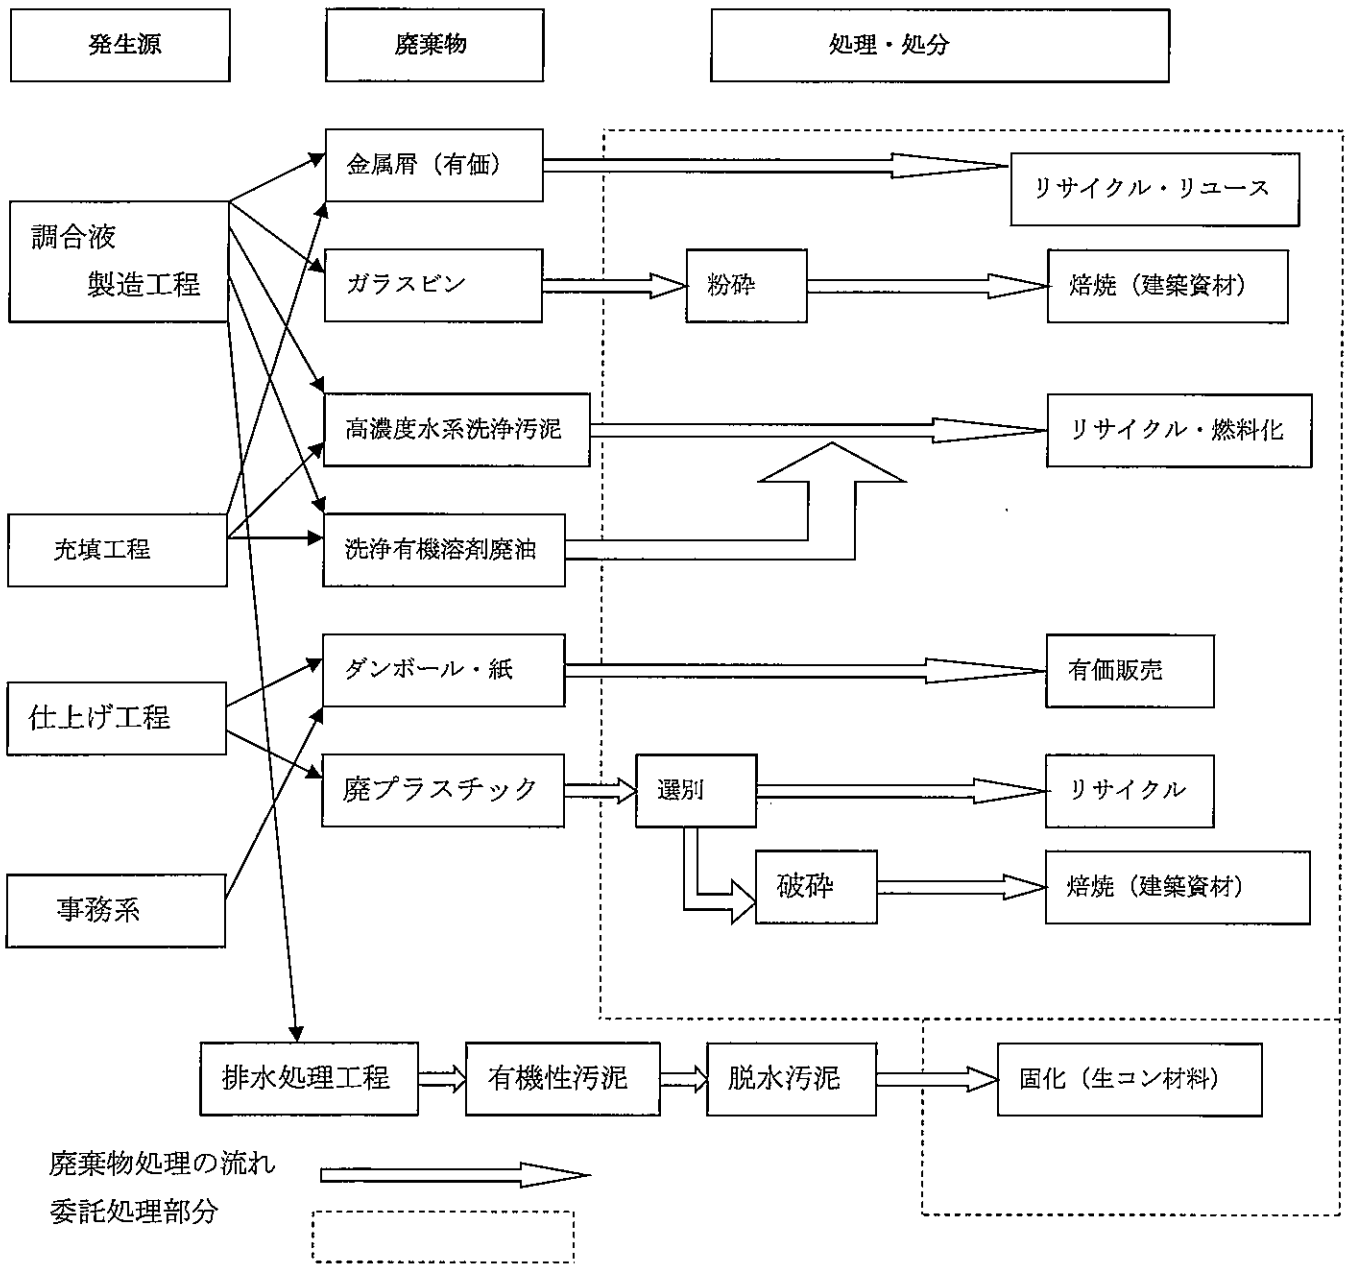 発生源
廃棄物
処理・処分
金属屑（有価）
リサイクル・リユース
調合液
製造工程
ガラスビン
粉砕
焙焼（建築資材）
高濃度水系洗浄汚泥
リサイクル・燃料化
充填工程
洗浄有機溶剤廃油
ダンボール・紙
有価販売
仕上げ工程
廃プラスチック
選別
リサイクル
破砕
焙焼（建築資材）
事務系
排水処理工程
有機性汚泥
脱水汚泥
固化（生コン材料）
廃棄物処理の流れ
委託処理部分